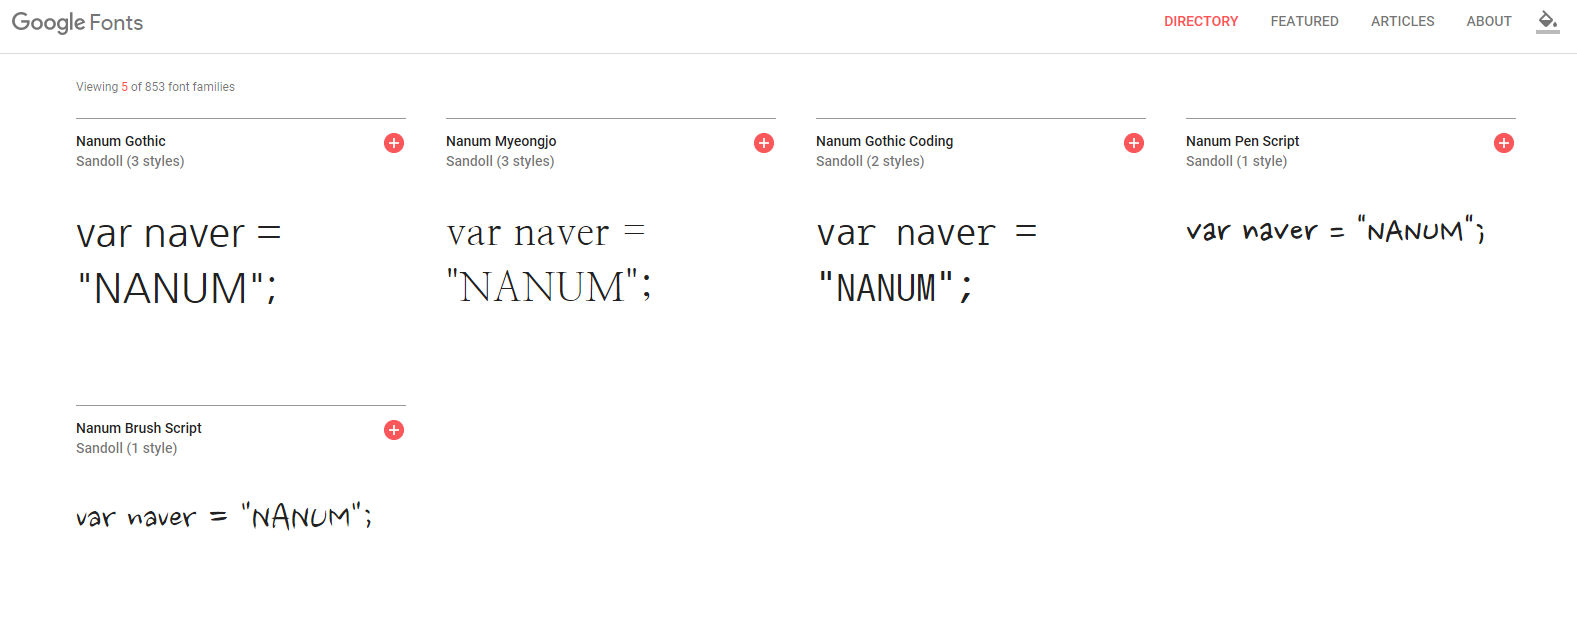 Google Fonts
DIRECTORY FEATURED ARTICLES ABOUT
Viewing 5 of 853 font families
Nanum Gothic
Sandoll (3 styles)
var naver =
"NANUM";
Nanum Myeongjo
Sandoll (3 styles)
var naver =
"NANUM";
Nanum Gothic Coding
Sandoll (2 styles)
var naver =
"NANUM";
Nanum Pen Script
Sandoll (1 style)
var naver = "NANUM";
Nanum Brush Script
Sandoll (1 style)
var naver = "NANUM";